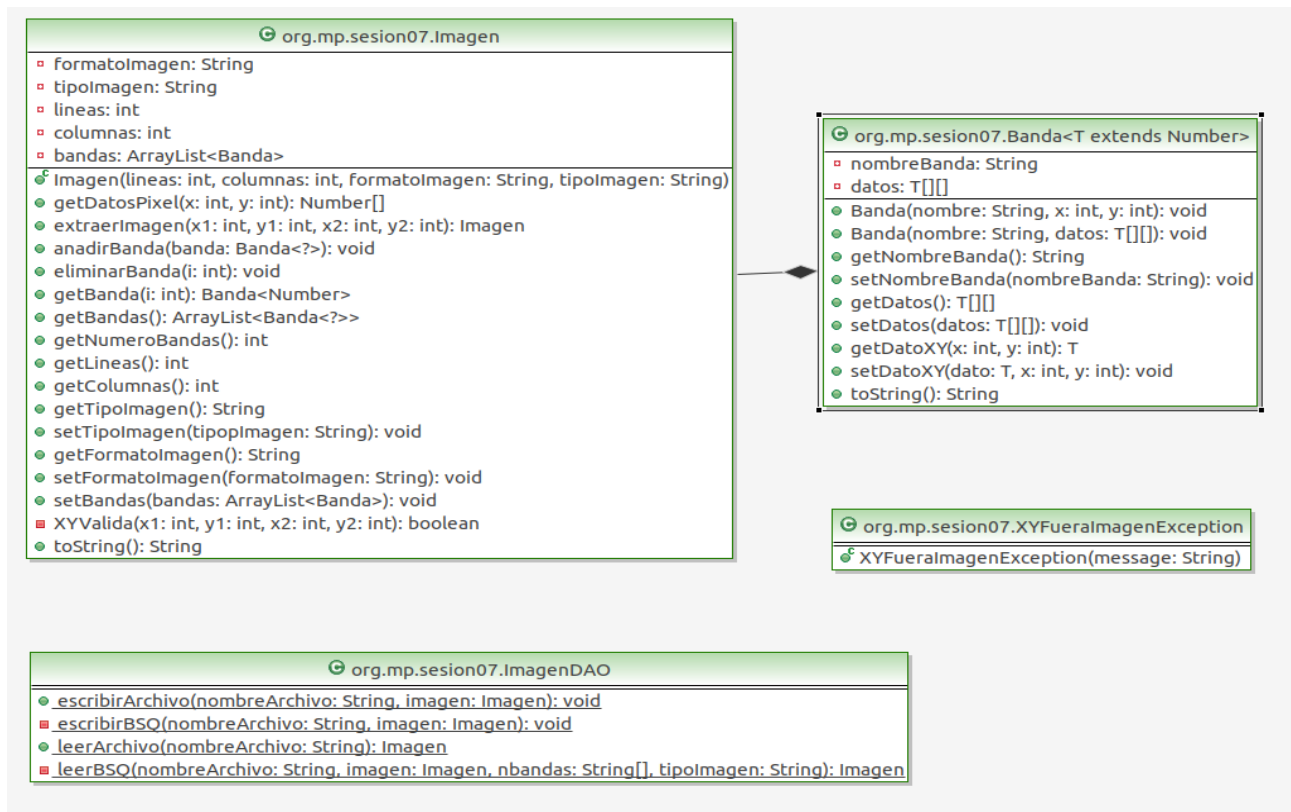 org.mp.sesion07.Imagen
formatoImagen: String
tipoImagen: String
lineas: int
columnas: int
bandas: ArrayList<Banda>
Imagen(lineas: int, columnas: int, formatoImagen: String, tipoImagen: String)
getDatosPixel(x: int, y: int): Number[]
extraerImagen(x1: int, y1: int, x2: int, y2: int): Imagen
anadirBanda(banda: Banda<?>): void
eliminarBanda(i: int): void
getBanda(i: int): Banda<Number>
getBandas(): ArrayList<Banda<?>>
getNumeroBandas(): int
getLineas(): int
getColumnas(): int
getTipoImagen(): String
setTipoImagen(tipopImagen: String): void
getFormatoImagen(): String
setFormatoImagen(formatoImagen: String): void
setBandas(bandas: ArrayList<Banda>): void
XYValida(x1: int, y1: int, x2: int, y2: int): boolean
toString(): String
org.mp.sesion07.Banda<T extends Number>
nombreBanda: String
datos: T[][]
Banda(nombre: String, x: int, y: int): void
Banda(nombre: String, datos: T[][]): void
getNombreBanda(): String
setNombreBanda(nombreBanda: String): void
getDatos(): T[][]
setDatos(datos: T[][]): void
getDatoXY(x: int, y: int): T
setDatoXY(dato: T, x: int, y: int): void
toString(): String
org.mp.sesion07.XYFueraImagenException
XYFueraImagenException(message: String)
org.mp.sesion07.ImagenDAO
escribirArchivo(nombreArchivo: String, imagen: Imagen): void
escribirBSQ(nombreArchivo: String, imagen: Imagen): void
leerArchivo(nombreArchivo: String): Imagen
leerBSQ(nombreArchivo: String, imagen: Imagen, nbandas: String[], tipoImagen: String): Imagen